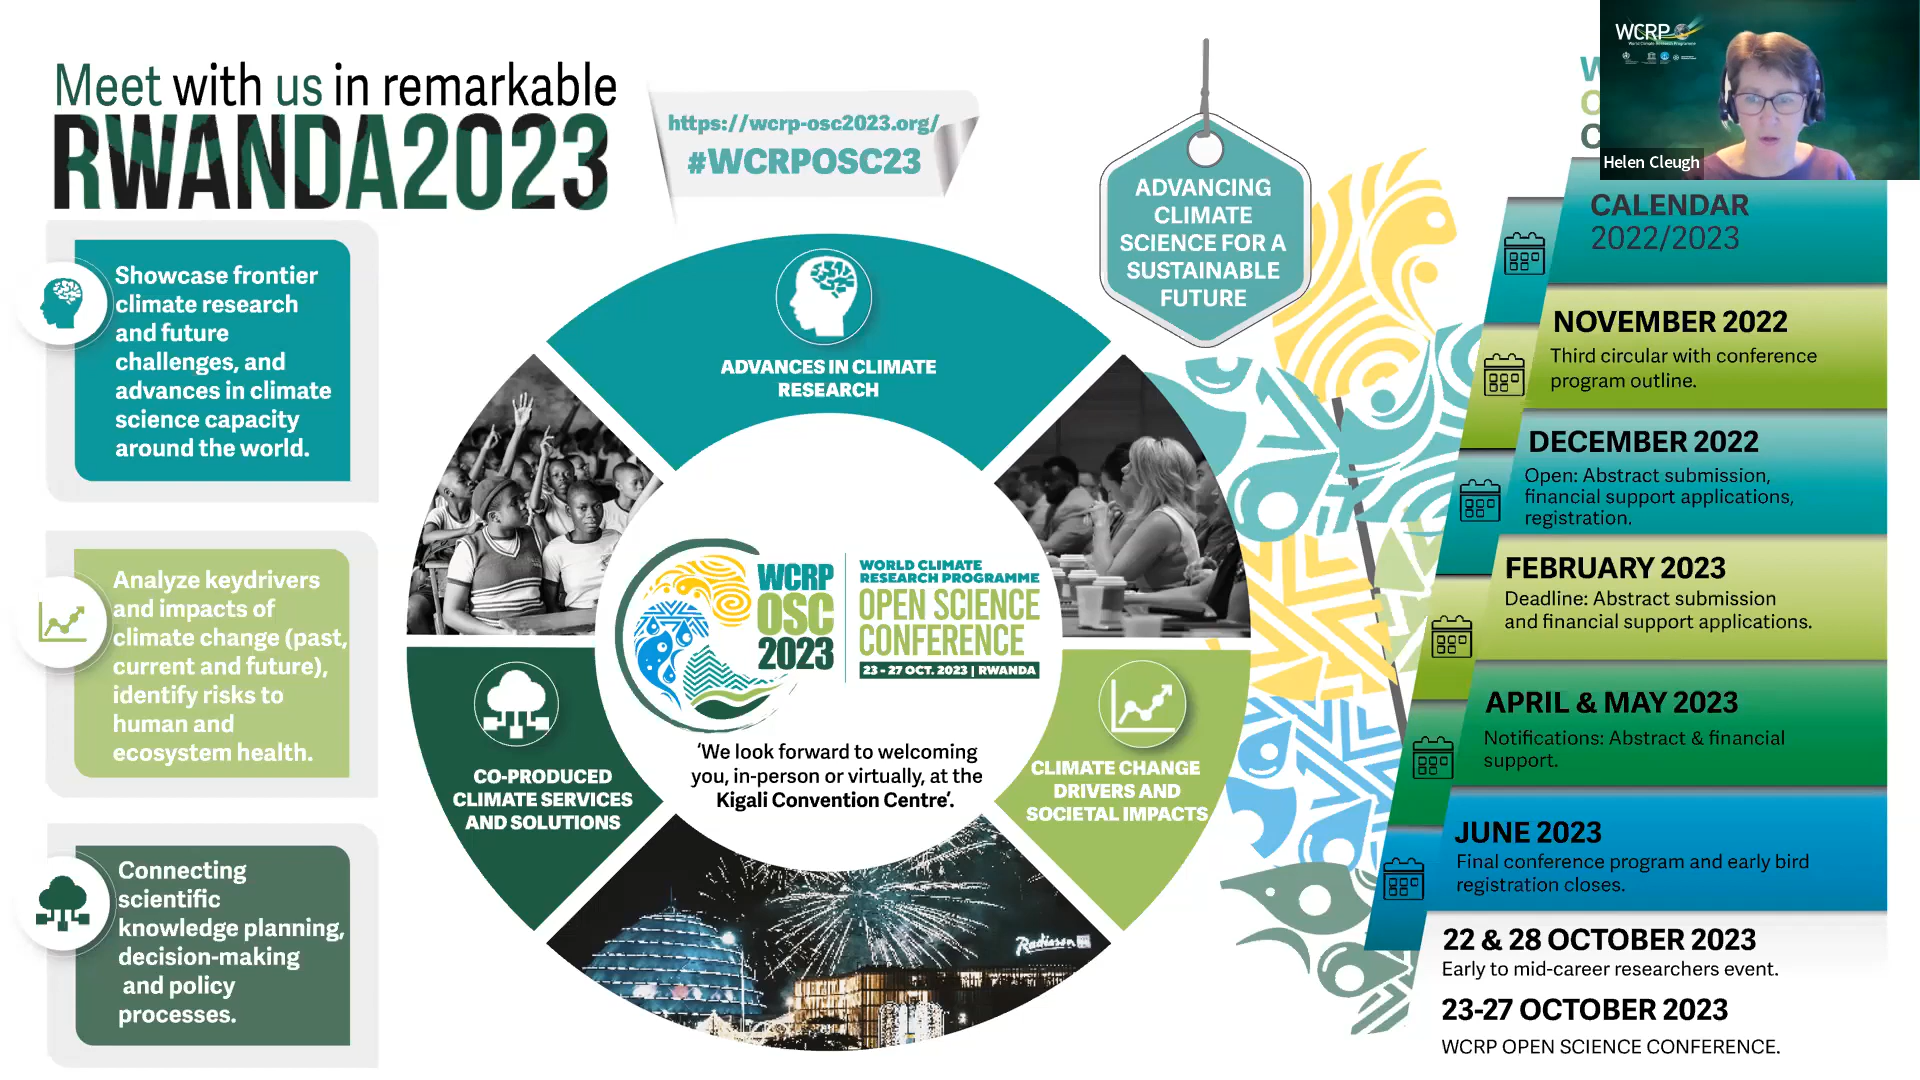 Meet with us in remarkable
RWANDA2023
https://wcrp-osc2023.org/
#WCRPOSC23
ADVANCING
CLIMATE
SCIENCE FOR A
SUSTAINABLE
FUTURE
WCRP
Helen Cleugh
Showcase frontier
climate research
and future
challenges, and
advances in climate
science capacity
around the world.
Analyze keydrivers
and impacts of
climate change (past,
current and future),
identify risks to
human and
ecosystem health.
Connecting
scientific
knowledge planning,
decision-making
and policy
processes.
ADVANCES IN CLIMATE
RESEARCH
WCRP
OSC
2023
WORLD CLIMATE
RESEARCH PROGRAMME
OPEN SCIENCE
CONFERENCE
23 - 27 OCT. 2023 | RWANDA
'We look forward to welcoming
you, in-person or virtually, at the
Kigali Convention Centre'.
CO-PRODUCED
CLIMATE SERVICES
AND SOLUTIONS
CLIMATE CHANGE
DRIVERS AND
SOCIETAL IMPACTS
Radisson
CALENDAR
2022/2023
NOVEMBER 2022
Third circular with conference
program outline.
DECEMBER 2022
Open: Abstract submission,
financial support applications,
registration.
FEBRUARY 2023
Deadline: Abstract submission
and financial support applications.
APRIL & MAY 2023
Notifications: Abstract & financial
support.
JUNE 2023
Final conference program and early bird
registration closes.
22 & 28 OCTOBER 2023
Early to mid-career researchers event.
23-27 OCTOBER 2023
WCRP OPEN SCIENCE CONFERENCE.